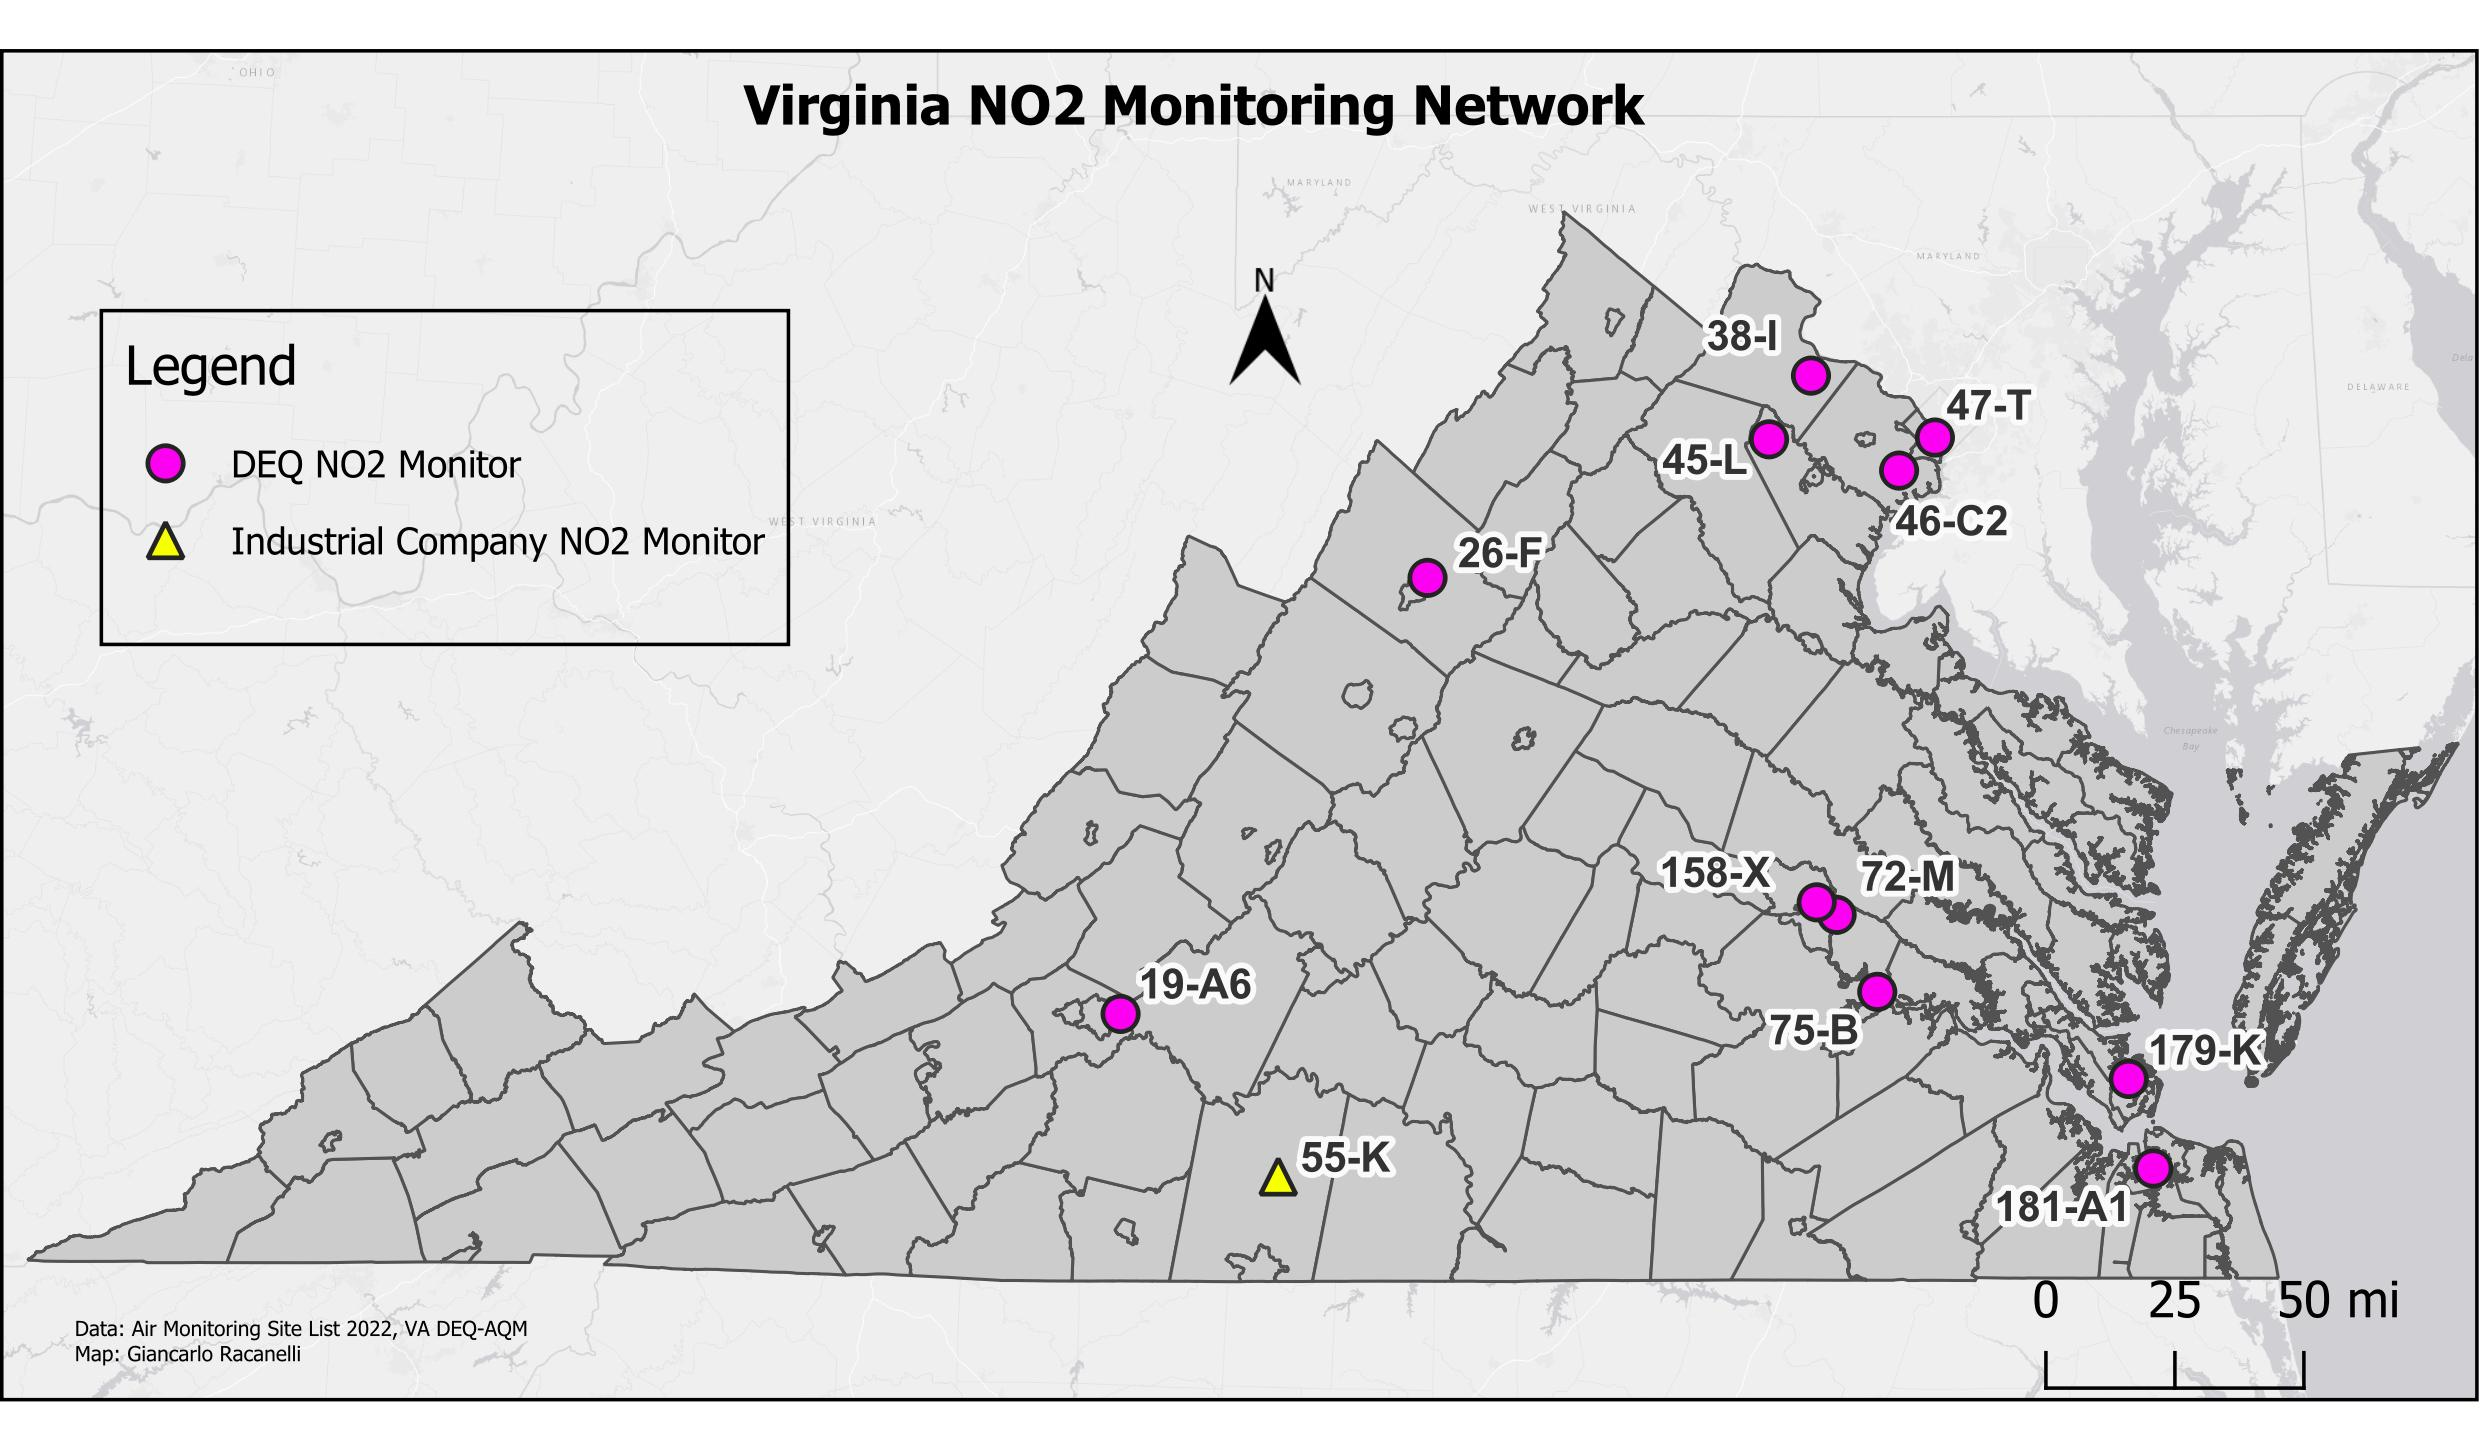 OHIO
Virginia NO2 Monitoring Network
MARYLAND
WEST VIRGINIA
MARYLAND
N
38-I
Legend
DELAWARE
47-T
45-L
DEQ NO2 Monitor
WEST VIRGINIA
46-C2
Industrial Company NO2 Monitor
26-F
Chesapeake
Bay
158-X
72-M
19-A6
75-B
179-K
55-K
181-A1
0 25 50 mi
Data: Air Monitoring Site List 2022, VA DEQ-AQM
Map: Giancarlo Racanelli